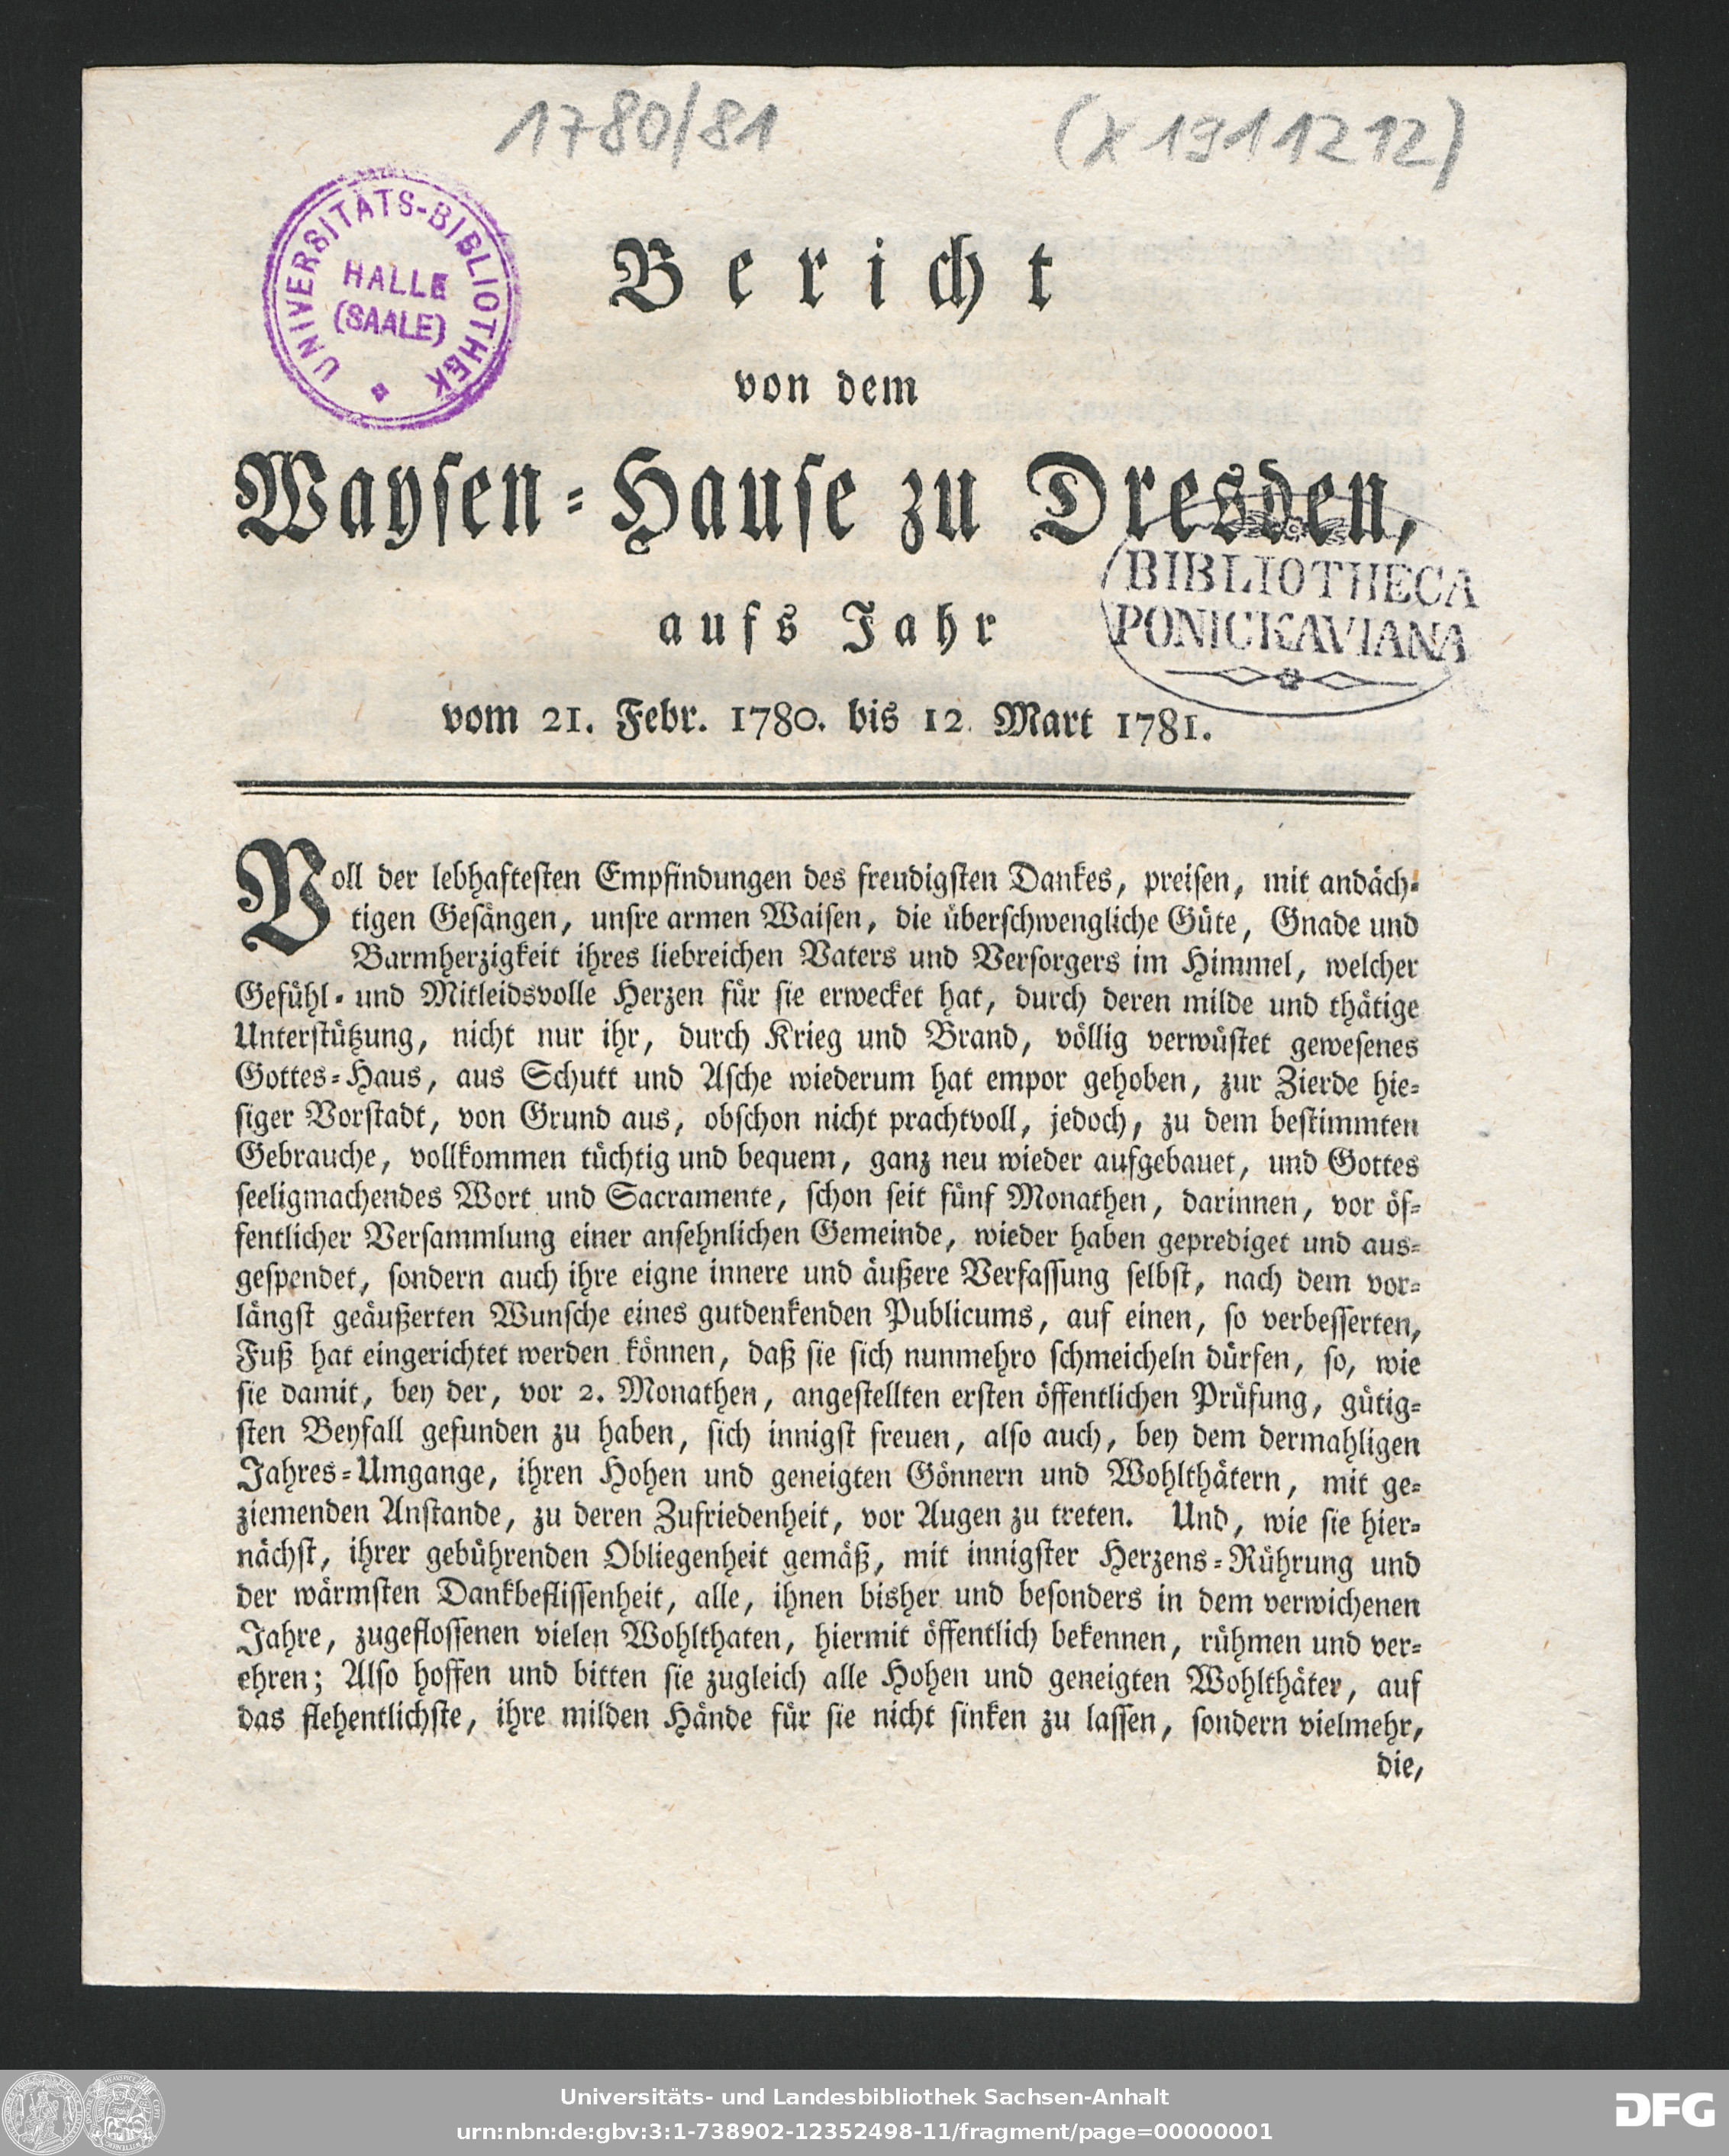 1780/81 (X 1911212)
UNIVERSITÄTS-BIBLIOTHEK
HALLE
(SAALE)
Bericht
von dem
Waysen-Hause zu Dresden,
BIBLIOTHECA
PONICKAVIANA
aufs Jahr
vom 21. Febr. 1780. bis 12. Mart 1781.
Voll der lebhaftesten Empfindungen des freudigsten Dankes, preisen, mit andäch-
tigen Gesängen, unsre armen Waisen, die überschwengliche Güte, Gnade und
Barmherzigkeit ihres liebreichen Vaters und Versorgers im Himmel, welcher
Gefühl- und Mitleidsvolle Herzen für sie erwecket hat, durch deren milde und thätige
Unterstützung, nicht nur ihr, durch Krieg und Brand, völlig verwüstet gewesenes
Gottes-Haus, aus Schutt und Asche wiederum hat empor gehoben, zur Zierde hie-
siger Vorstadt, von Grund aus, obschon nicht prachtvoll, jedoch, zu dem bestimmten
Gebrauche, vollkommen tüchtig und bequem, ganz neu wieder aufgebauet, und Gottes
seeligmachendes Wort und Sacramente, schon seit fünf Monathen, darinnen, vor öf-
fentlicher Versammlung einer ansehnlichen Gemeinde, wieder haben geprediget und aus-
gespendet, sondern auch ihre eigne innere und äußere Verfassung selbst, nach dem vor-
längst geäußerten Wunsche eines gutdenkenden Publicums, auf einen, so verbesserten,
Fuß hat eingerichtet werden können, daß sie sich nunmehro schmeicheln dürfen, so, wie
sie damit, bey der, vor 2. Monathen, angestellten ersten öffentlichen Prüfung, gütig-
sten Beyfall gefunden zu haben, sich innigst freuen, also auch, bey dem dermahligen
Jahres-Umgange, ihren Hohen und geneigten Gönnern und Wohlthätern, mit ge-
ziemenden Anstande, zu deren Zufriedenheit, vor Augen zu treten. Und, wie sie hier-
nächst, ihrer gebührenden Obliegenheit gemäß, mit innigster Herzens-Rührung und
der wärmsten Dankbeflissenheit, alle, ihnen bisher und besonders in dem verwichenen
Jahre, zugeflossenen vielen Wohlthaten, hiermit öffentlich bekennen, rühmen und ver-
ehren; Also hoffen und bitten sie zugleich alle Hohen und geneigten Wohlthäter, auf
das flehentlichste, ihre milden Hände für sie nicht sinken zu lassen, sondern vielmehr,
die,
Universitäts- und Landesbibliothek Sachsen-Anhalt
urn:nbn:de:gbv:3:1-738902-12352498-11/fragment/page=00000001
DFG